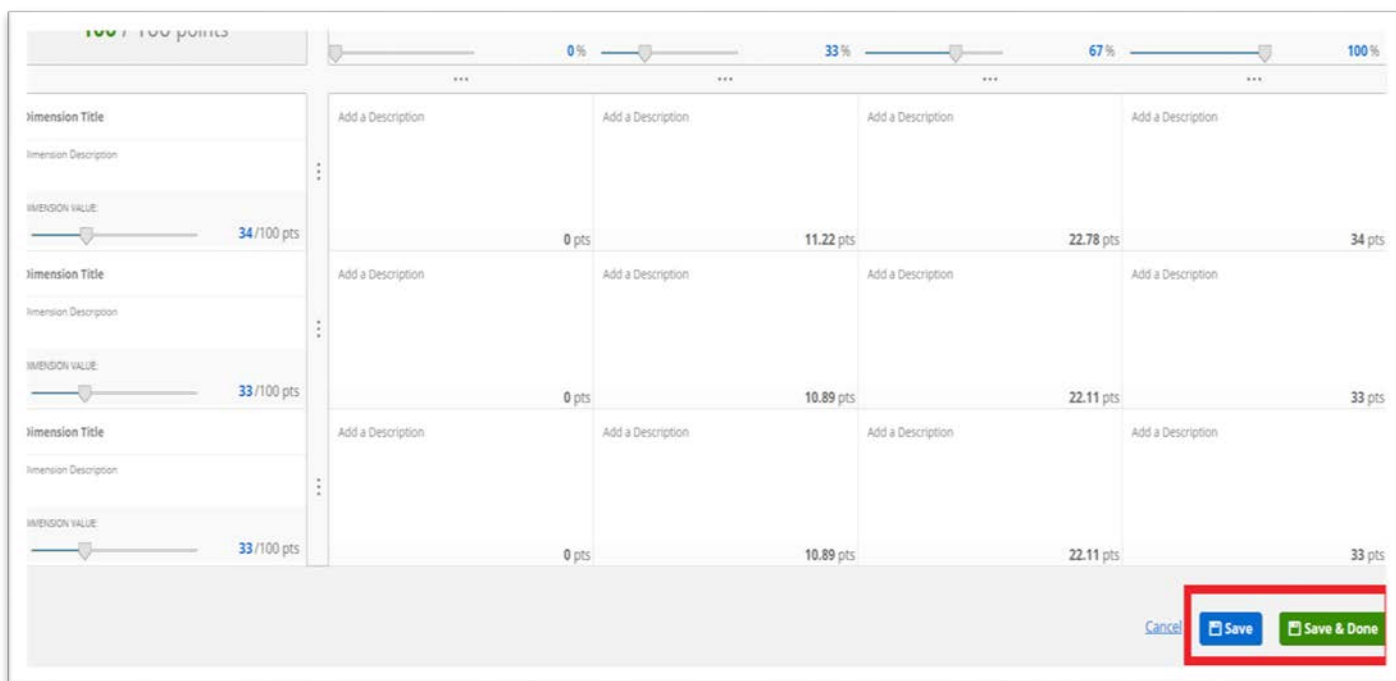 100 / 100 points
0 % 33 % 67 % 100 %
Dimension Title Add a Description Add a Description Add a Description Add a Description
Dimension Description
DIMENSION VALUE:
34/100 pts 0 pts 11.22 pts 22.78 pts 34 pts
Dimension Title Add a Description Add a Description Add a Description Add a Description
Dimension Description
DIMENSION VALUE:
33/100 pts 0 pts 10.89 pts 22.11 pts 33 pts
Dimension Title Add a Description Add a Description Add a Description Add a Description
Dimension Description
DIMENSION VALUE:
33/100 pts 0 pts 10.89 pts 22.11 pts 33 pts
Cancel Save Save & Done